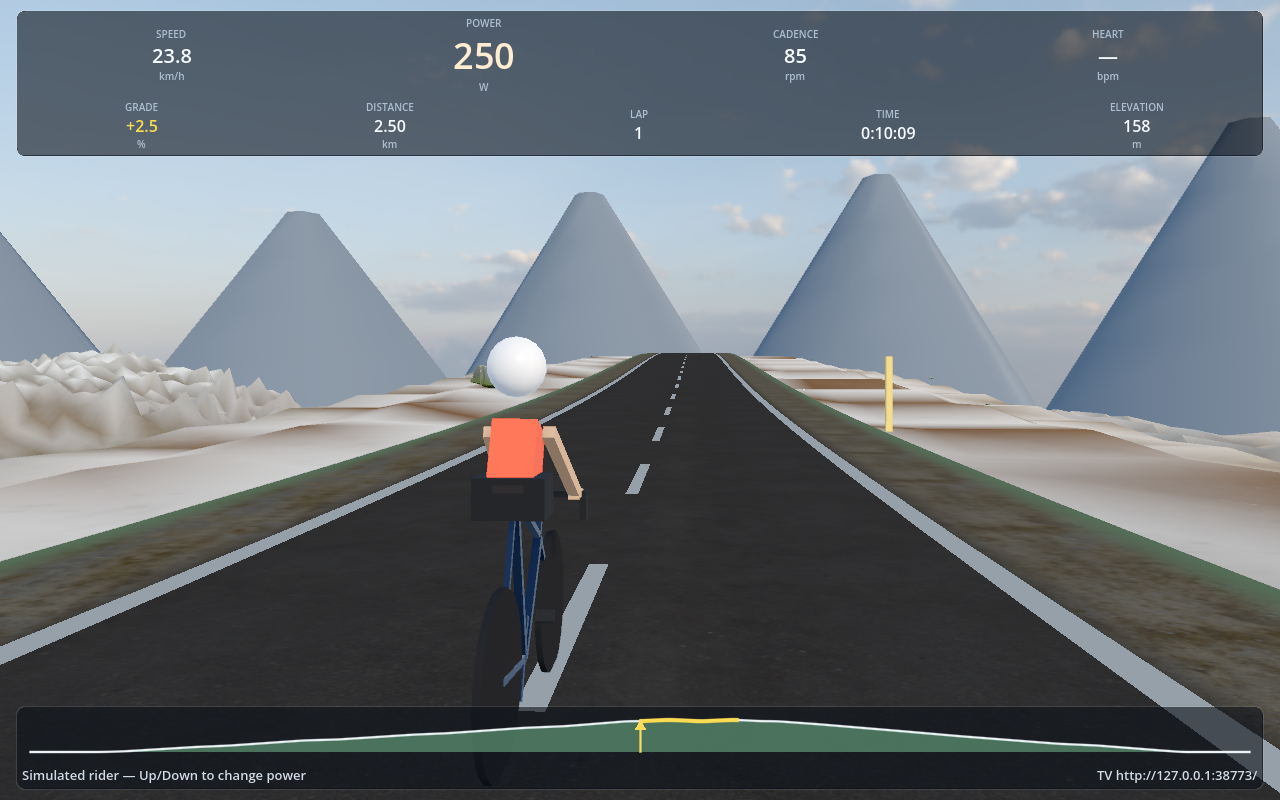 SPEED
23.8
km/h
POWER
250
W
CADENCE
85
rpm
HEART
—
bpm
GRADE
+2.5
%
DISTANCE
2.50
km
LAP
1
TIME
0:10:09
ELEVATION
158
m
Simulated rider — Up/Down to change power
TV http://127.0.0.1:38773/